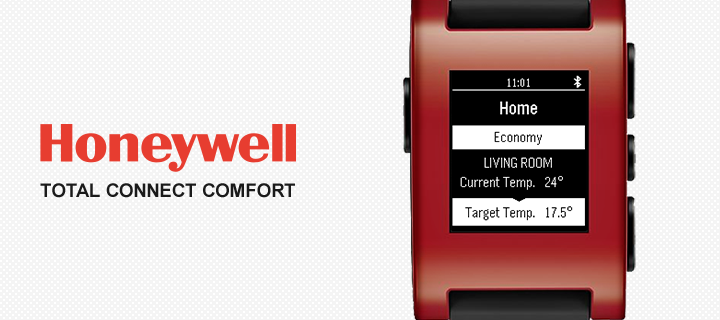 Honeywell
TOTAL CONNECT COMFORT
11:01
Home
Economy
LIVING ROOM
Current Temp. 24°
Target Temp. 17.5°